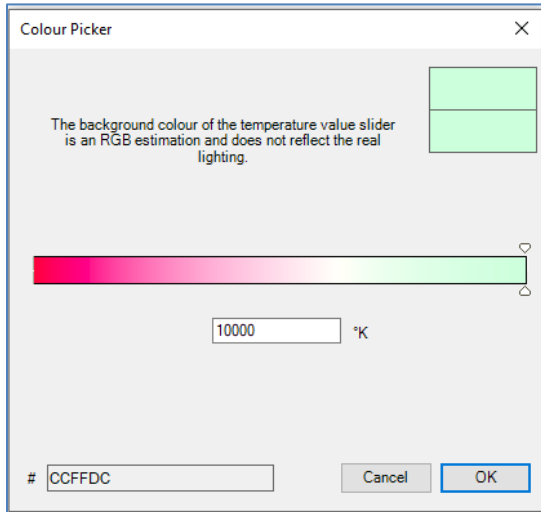 Colour Picker
The background colour of the temperature value slider
is an RGB estimation and does not reflect the real
lighting.
10000 °K
# CCFFDC Cancel OK